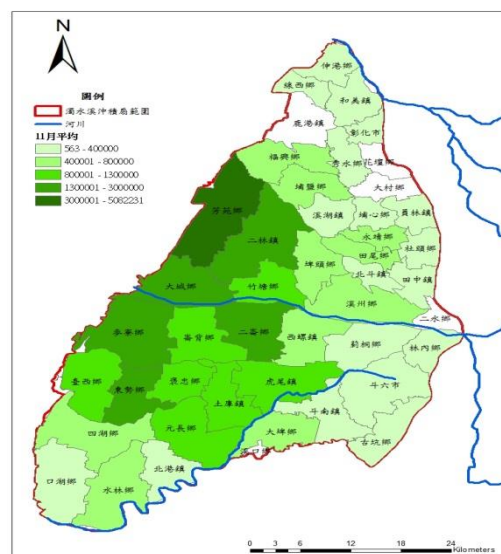 N
圖例
濁水溪沖積扇範圍
河川
11月平均
563 - 400000
400001 - 800000
800001 - 1300000
1300001 - 3000000
3000001 - 5082231
伸港鄉
線西鄉
和美鎮
鹿港鎮
彰化市
福興鄉
秀水鄉
花壇鄉
埔鹽鄉
大村鄉
芳苑鄉
溪湖鎮
埔心鄉
員林鎮
二林鎮
永靖鄉
社頭鄉
埤頭鄉
田尾鄉
北斗鎮
田中鎮
大城鄉
竹塘鄉
溪州鄉
二水鄉
麥寮鄉
崙背鄉
二崙鄉
西螺鎮
莿桐鄉
林內鄉
臺西鄉
東勢鄉
褒忠鄉
虎尾鎮
斗六市
土庫鎮
斗南鎮
四湖鄉
元長鄉
大埤鄉
古坑鄉
口湖鄉
水林鄉
北港鎮
0 3 6 12 18 24
Kilometers